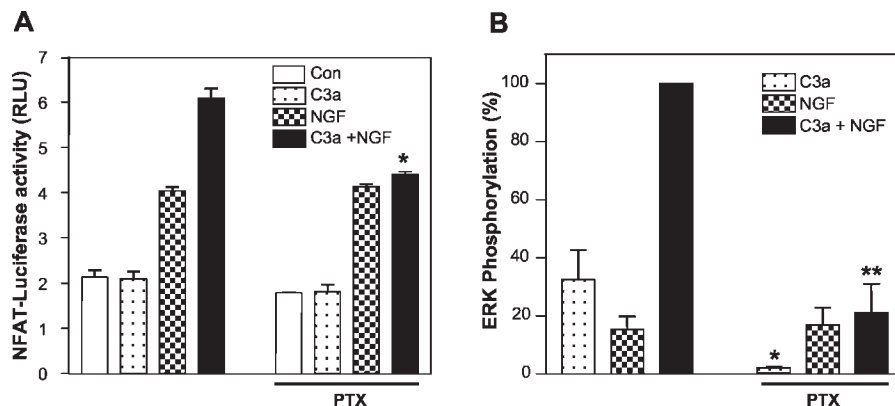 A
NFAT-Luciferase activity (RLU)
7
6
5
4
3
2
1
0
Con
C3a
NGF
C3a +NGF
*
PTX
B
ERK Phosphorylation (%)
100
80
60
40
20
0
C3a
NGF
C3a + NGF
*
**
PTX